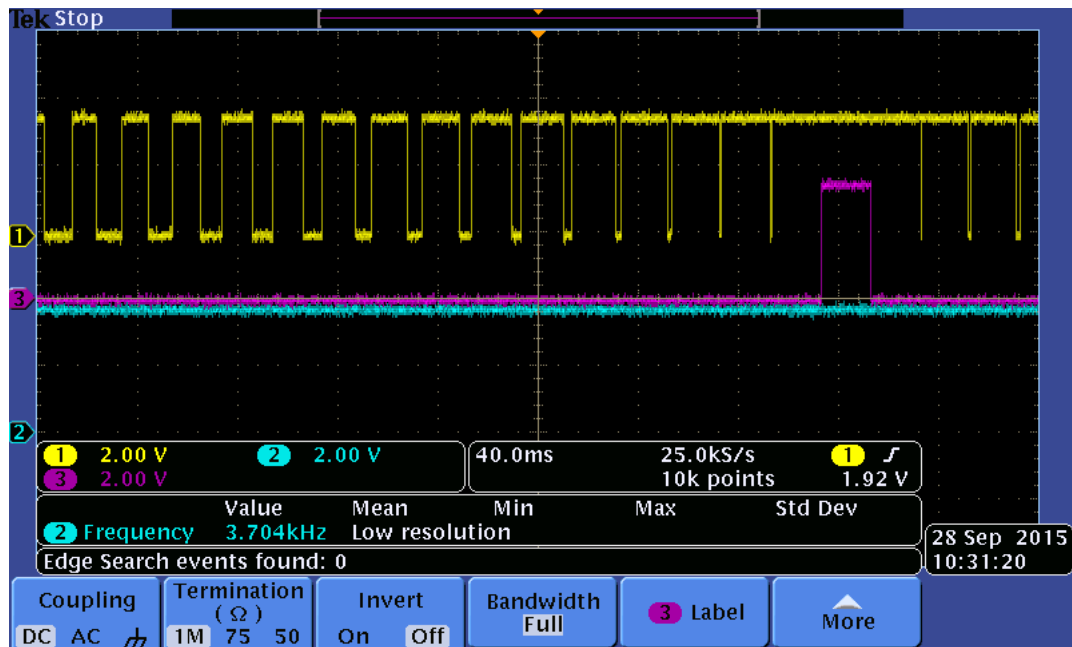 Tek Stop
1
3
2
1 2.00 V 2 2.00 V 40.0ms 25.0kS/s 1
3 2.00 V 10k points 1.92 V
Value Mean Min Max Std Dev
2 Frequency 3.704kHz Low resolution
28 Sep 2015
Edge Search events found: 0
10:31:20
Coupling
DC AC
Termination
(Ω)
1M 75 50
Invert
On Off
Bandwidth
Full
3 Label
More